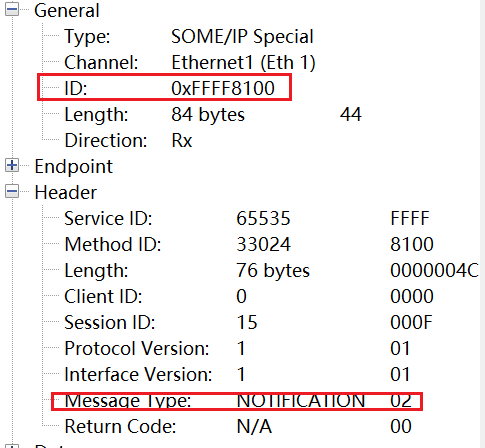 General
Type: SOME/IP Special
Channel: Ethernet1 (Eth 1)
ID: 0xFFFF8100
Length: 84 bytes 44
Direction: Rx
Endpoint
Header
Service ID: 65535 FFFF
Method ID: 33024 8100
Length: 76 bytes 0000004C
Client ID: 0 0000
Session ID: 15 000F
Protocol Version: 1 01
Interface Version: 1 01
Message Type: NOTIFICATION 02
Return Code: N/A 00